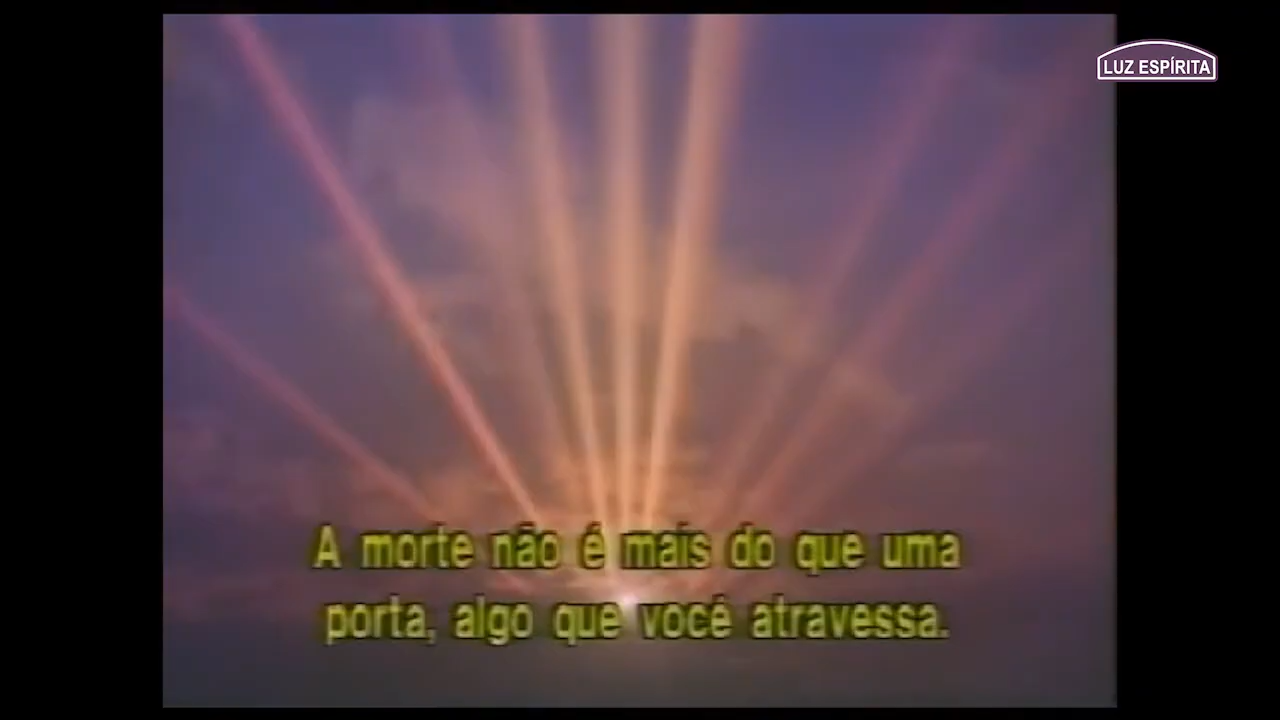 LUZ ESPÍRITA
A morte não é mais do que uma
porta, algo que você atravessa.